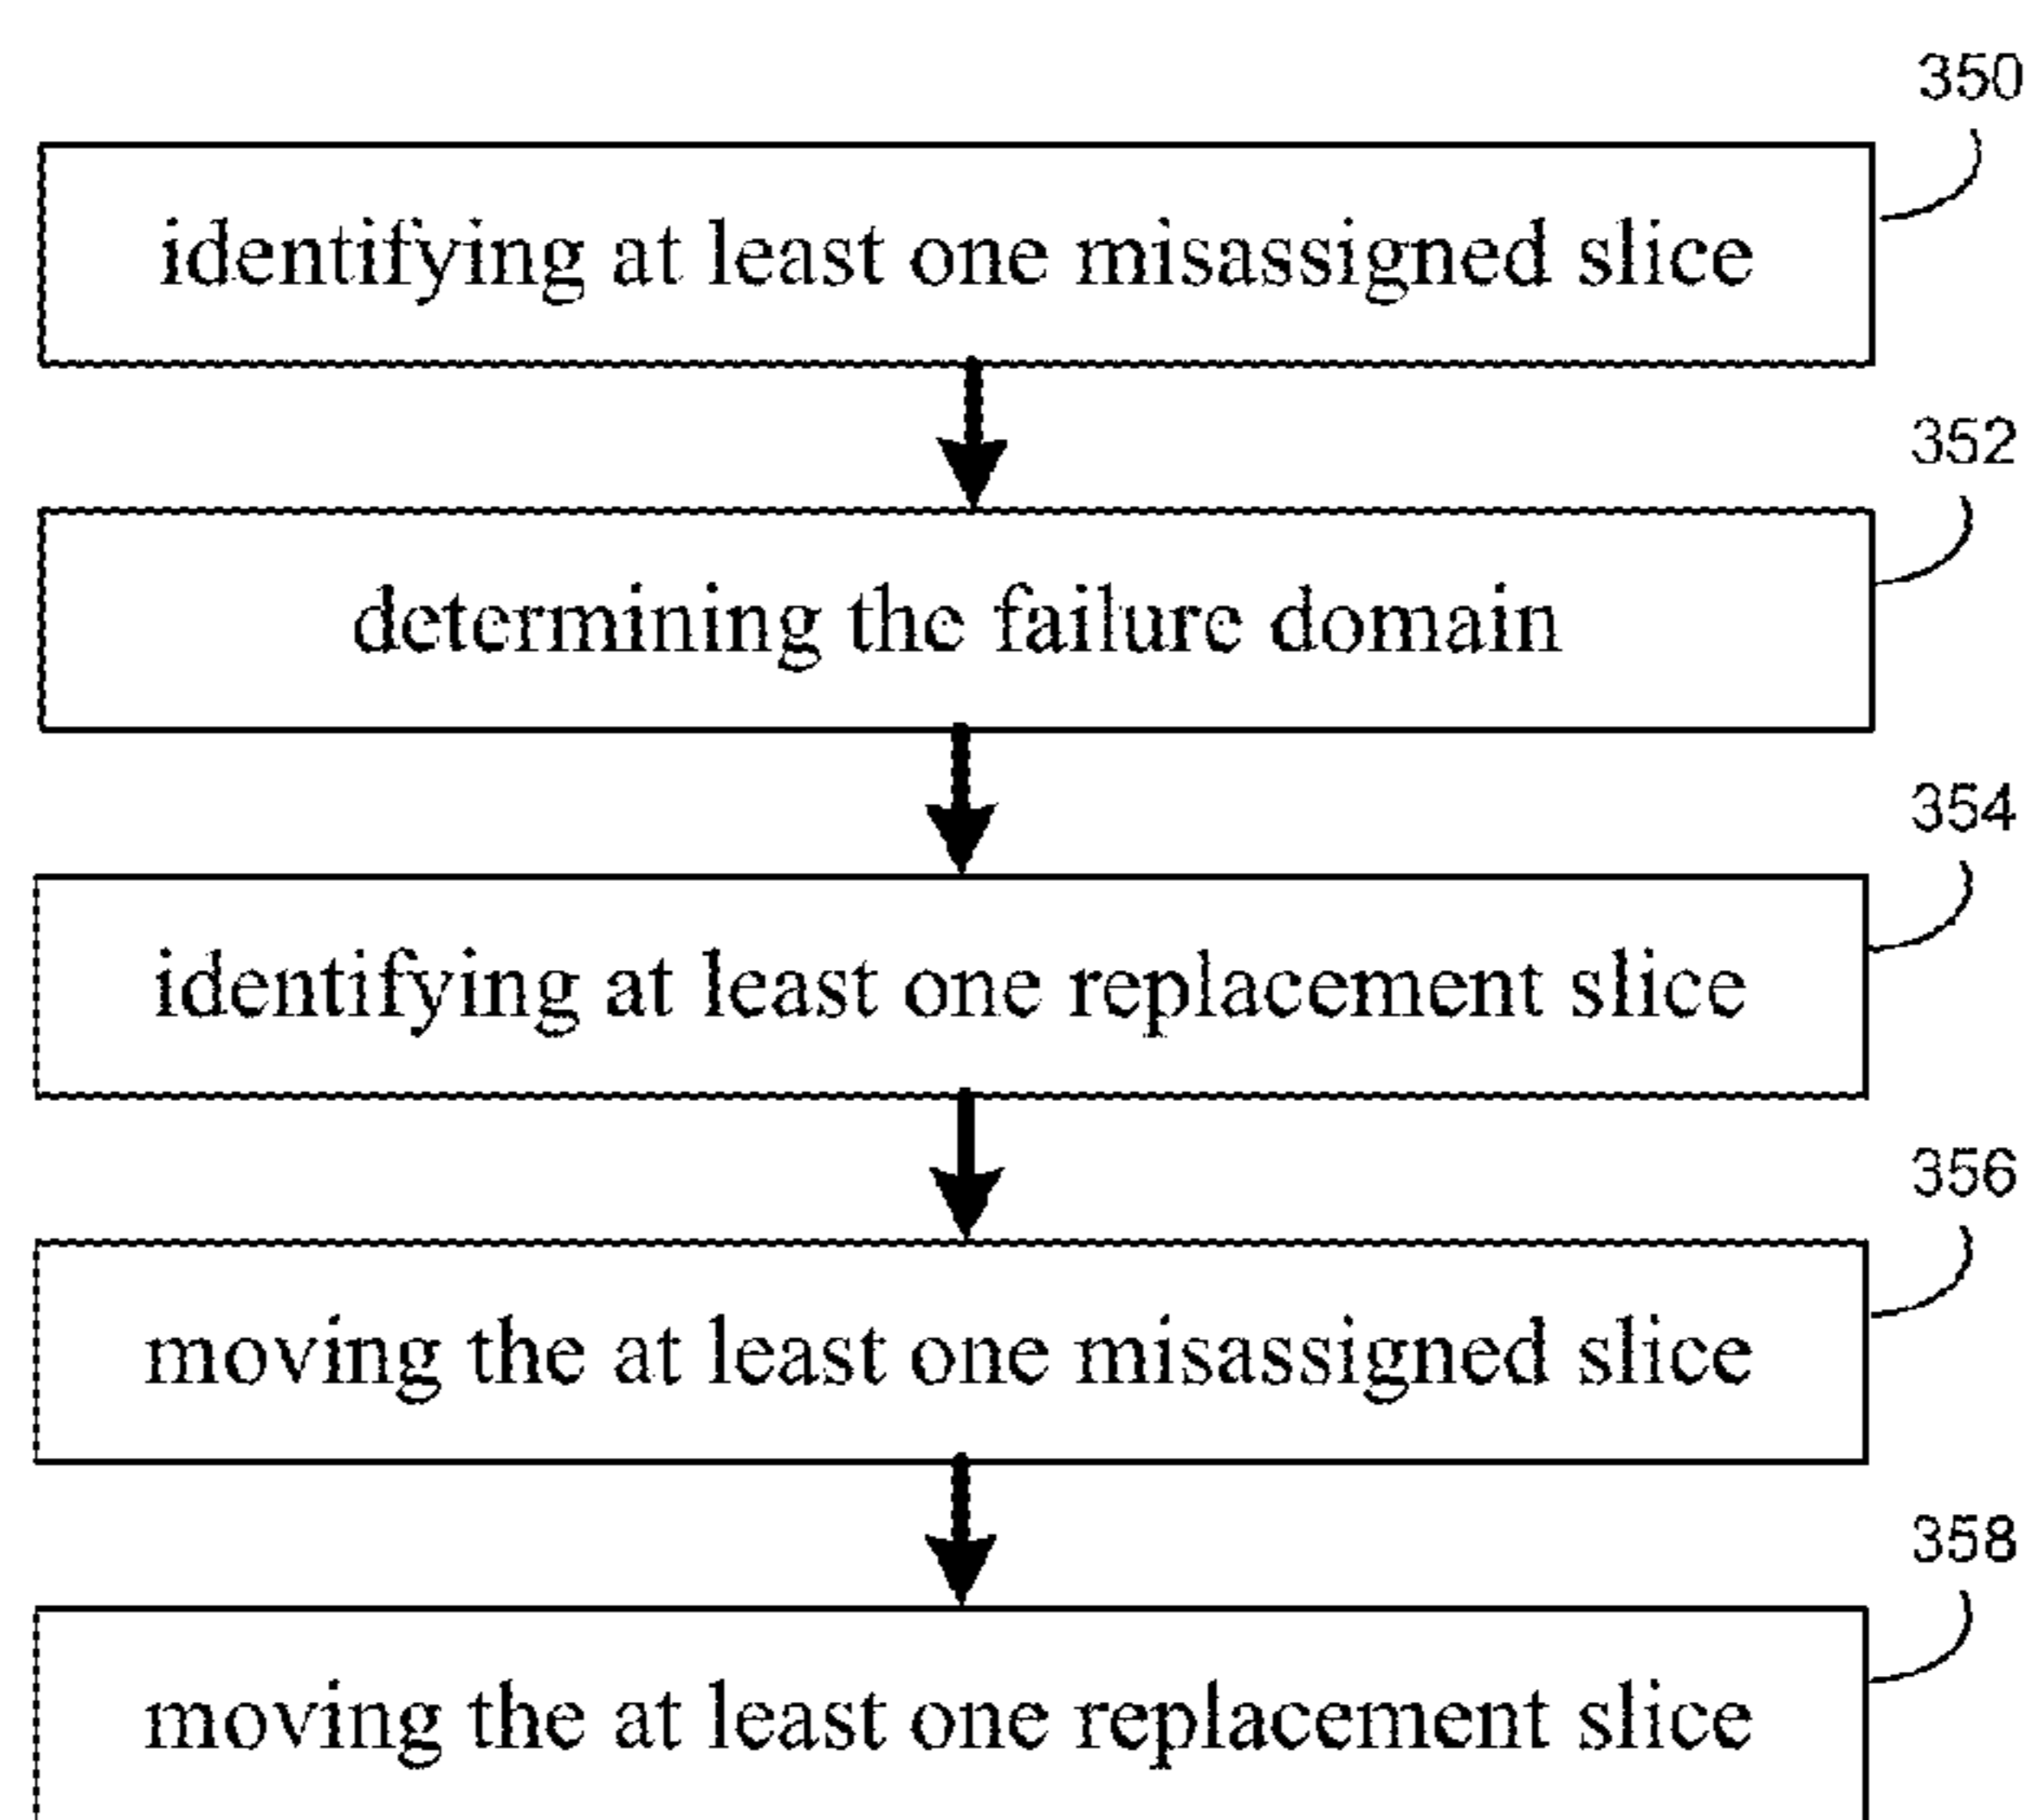 350
identifying at least one misassigned slice
352
determining the failure domain
354
identifying at least one replacement slice
356
moving the at least one misassigned slice
358
moving the at least one replacement slice